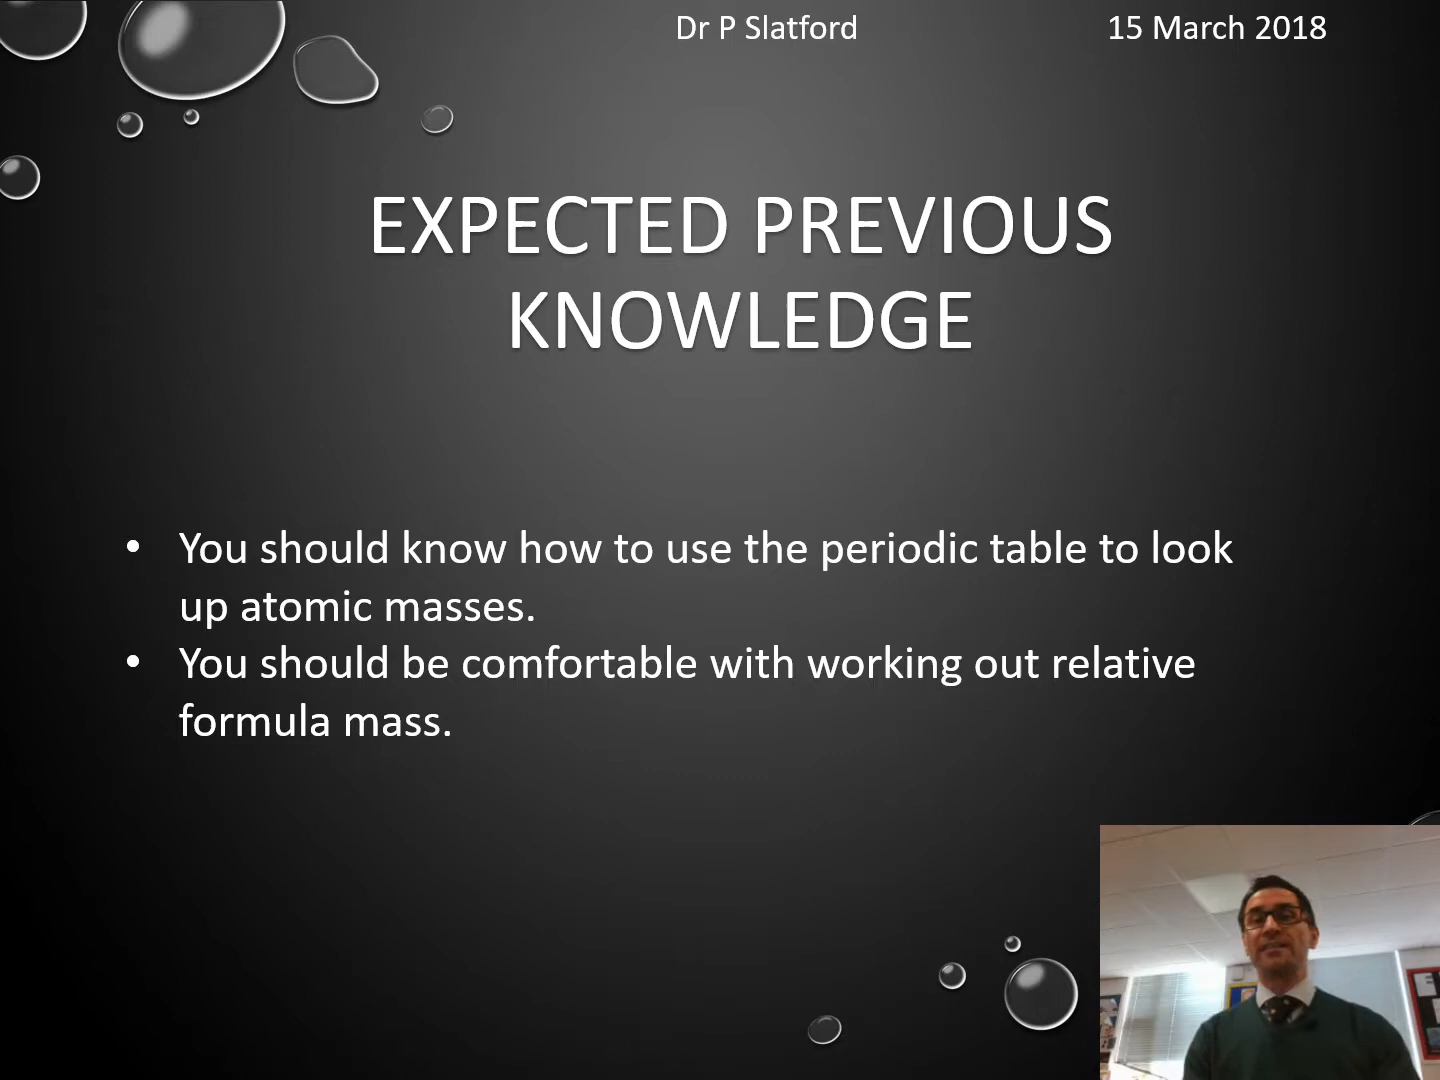 Dr P Slatford 15 March 2018
EXPECTED PREVIOUS
KNOWLEDGE
• You should know how to use the periodic table to look
up atomic masses.
• You should be comfortable with working out relative
formula mass.